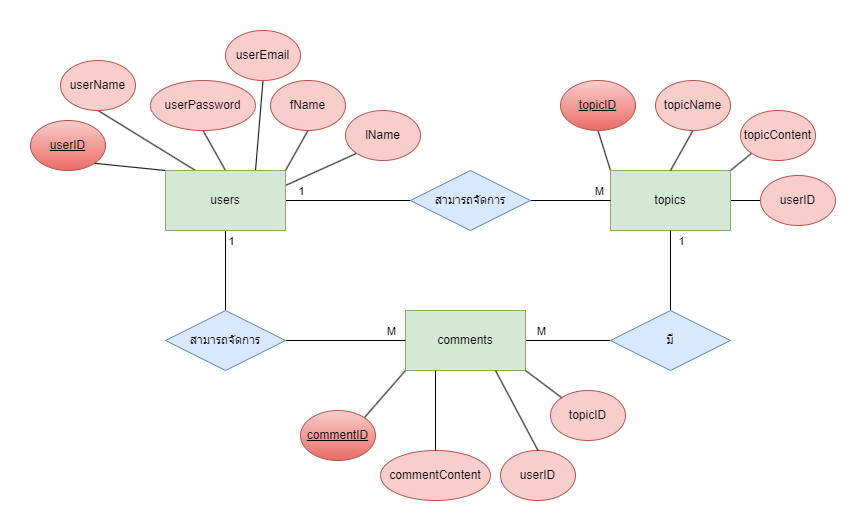 userEmail
userName
userPassword
fName
topicID
topicName
userID
lName
topicContent
users
1
สามารถจัดการ
M
topics
userID
1
1
สามารถจัดการ
M
comments
M
มี
topicID
commentID
commentContent
userID